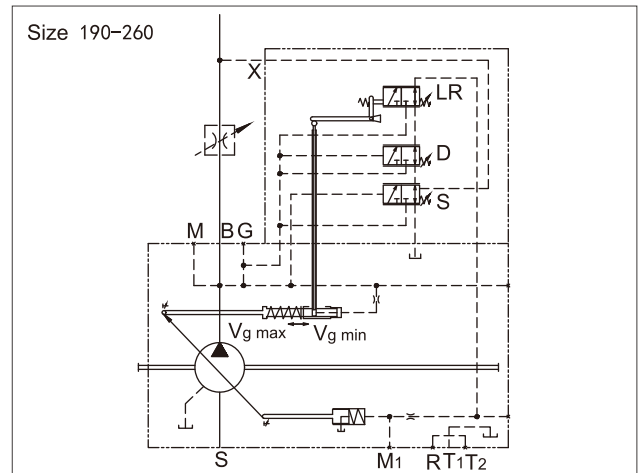 Size 190-260
X
LR
D
S
M B G
Vg max Vg min
S
M1
R T1 T2